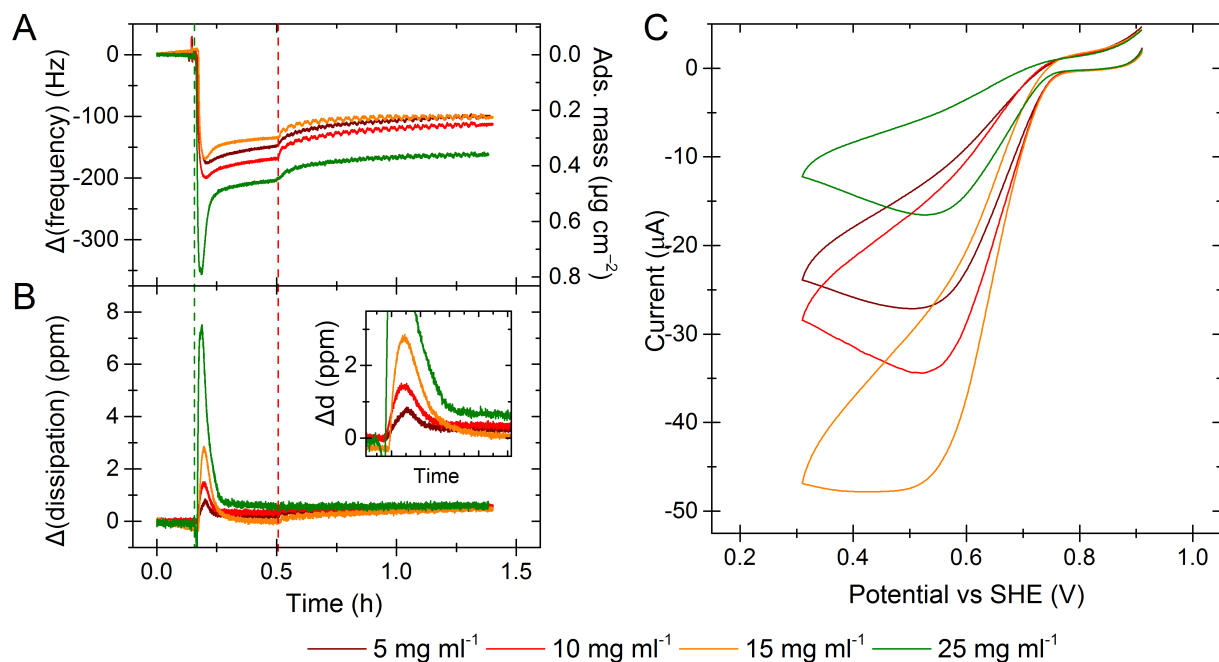 A
Δ(frequency) (Hz)
0
-100
-200
-300
0.0
0.2
0.4
0.6
0.8
Ads. mass (μg cm⁻²)
B
Δ(dissipation) (ppm)
8
6
4
2
0
Δd (ppm)
2
0
Time
0.0 0.5 1.0 1.5
Time (h)
C
Current (μA)
0
-10
-20
-30
-40
-50
0.2 0.4 0.6 0.8 1.0
Potential vs SHE (V)
5 mg ml⁻¹ 10 mg ml⁻¹ 15 mg ml⁻¹ 25 mg ml⁻¹